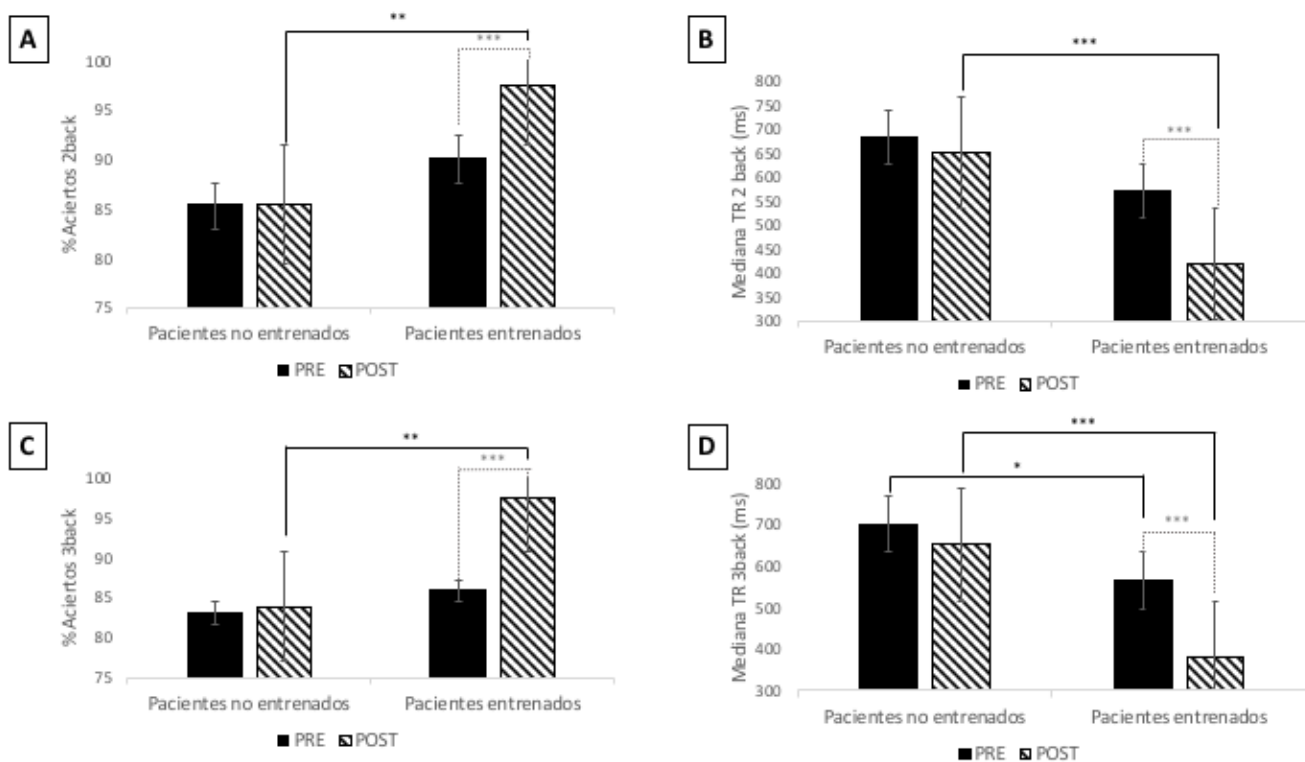 A
**
***
% Aciertos 2back
100
95
90
85
80
75
Pacientes no entrenados
Pacientes entrenados
PRE POST
B
***
***
Mediana TR 2 back (ms)
800
750
700
650
600
550
500
450
400
350
300
Pacientes no entrenados
Pacientes entrenados
PRE POST
C
**
***
% Aciertos 3back
100
95
90
85
80
75
Pacientes no entrenados
Pacientes entrenados
PRE POST
D
***
*
***
Mediana TR 3back (ms)
800
700
600
500
400
300
Pacientes no entrenados
Pacientes entrenados
PRE POST